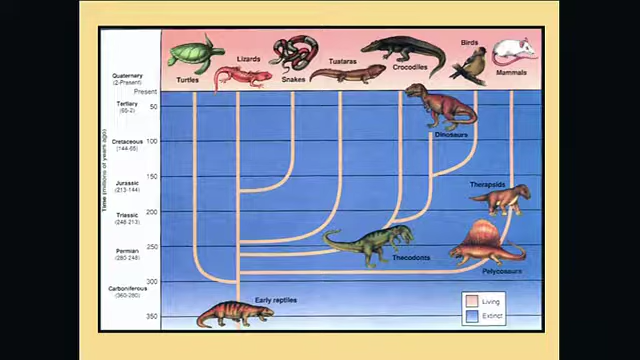 Turtles
Lizards
Snakes
Tuataras
Crocodiles
Birds
Mammals
Quaternary
(2-Present)
Present
Tertiary
(65-2)
50
Dinosaurs
Cretaceous
(144-65)
100
150
Jurassic
(213-144)
Therapsids
200
Triassic
(248-213)
250
Permian
(280-248)
Thecodonts
Pelycosaurs
300
Carboniferous
(360-280)
Early reptiles
350
Living
Extinct
Time (millions of years ago)